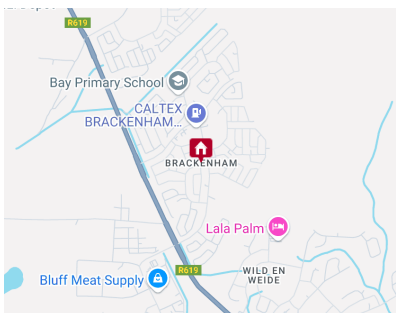 R619
Bay Primary School
CALTEX
BRACKENHAM...
BRACKENHAM
Lala Palm
R619
WILD EN
WEIDE
Bluff Meat Supply